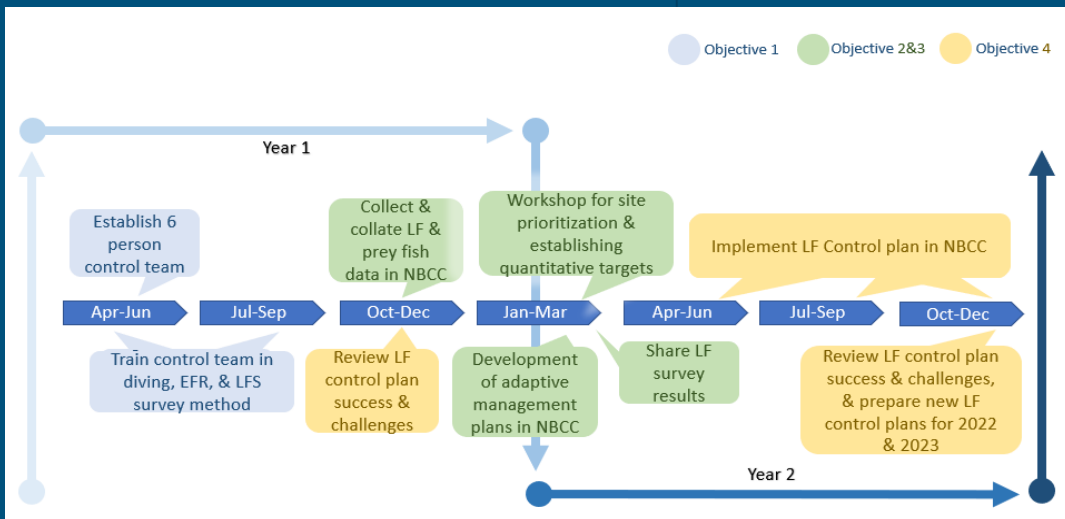 Objective 1
Objective 2&3
Objective 4
Year 1
Establish 6
person
control team
Collect &
collate LF &
prey fish
data in NBCC
Workshop for site
prioritization &
establishing
quantitative targets
Implement LF Control plan in NBCC
Apr-Jun
Jul-Sep
Oct-Dec
Jan-Mar
Apr-Jun
Jul-Sep
Oct-Dec
Train control team in
diving, EFR, & LFS
survey method
Review LF
control plan
success &
challenges
Development
of adaptive
management
plans in NBCC
Share LF
survey
results
Review LF control plan
success & challenges,
& prepare new LF
control plans for 2022
& 2023
Year 2